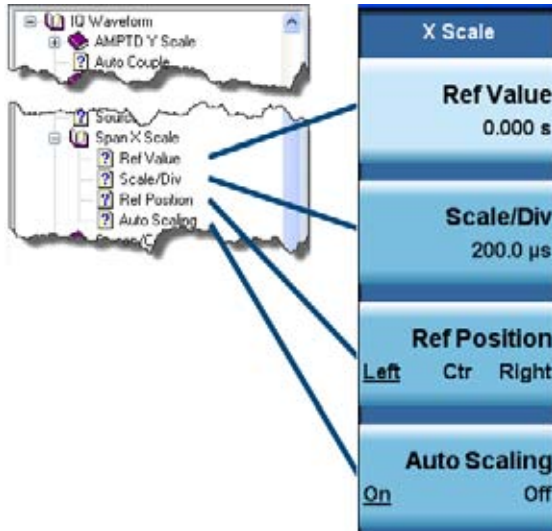 IQ Waveform
AMPTD Y Scale
Auto Couple
Source
Span X Scale
Ref Value
Scale/Div
Ref Position
Auto Scaling
X Scale
Ref Value
0.000 s
Scale/Div
200.0 µs
Ref Position
Left Ctr Right
Auto Scaling
On Off